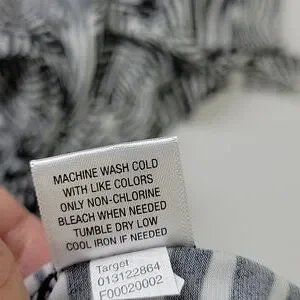 MACHINE WASH COLD
WITH LIKE COLORS
ONLY NON-CHLORINE
BLEACH WHEN NEEDED
TUMBLE DRY LOW
COOL IRON IF NEEDED
Target
013122864
F00020002